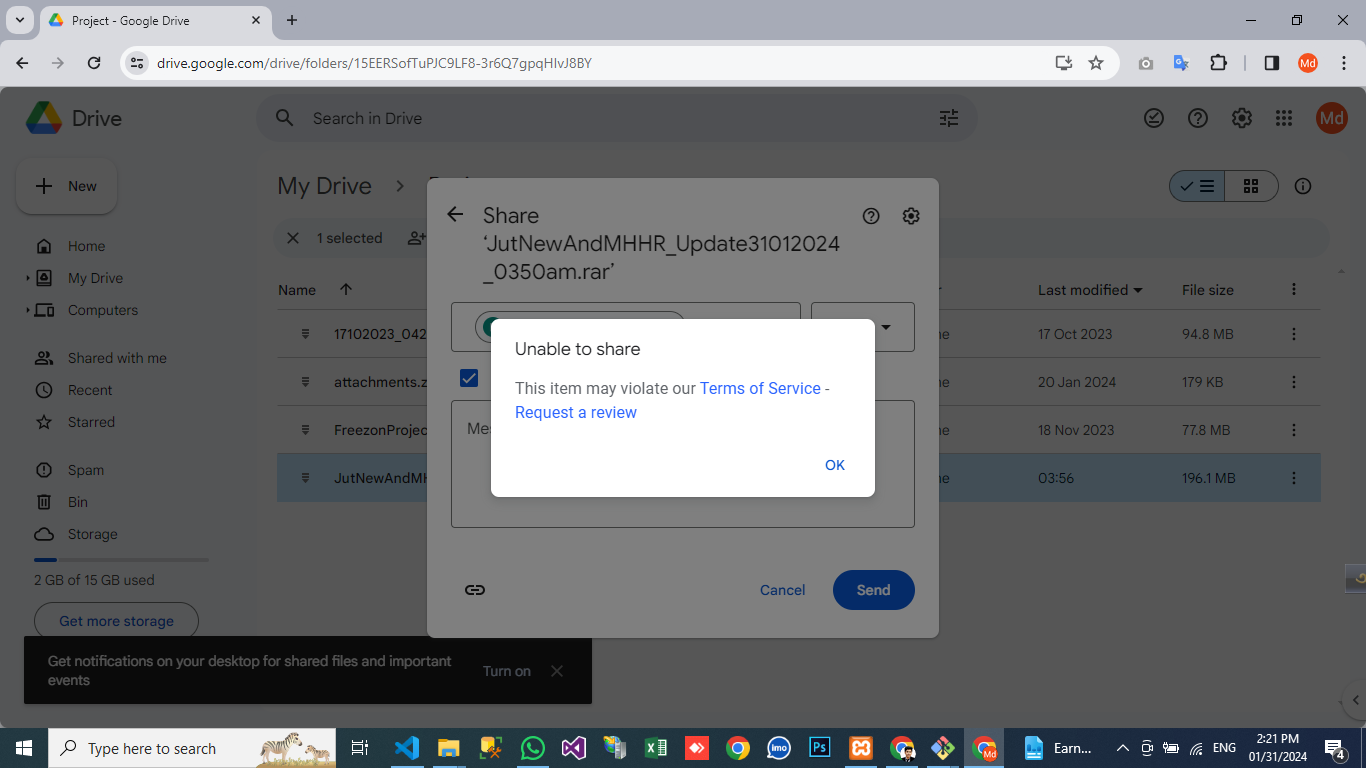 Project - Google Drive
drive.google.com/drive/folders/15EERSofTuPJC9LF8-3r6Q7gpqHIvJ8BY
Md
Drive
Search in Drive
Md
New
My Drive
Home
My Drive
Computers
Shared with me
Recent
Starred
Spam
Bin
Storage
2 GB of 15 GB used
Get more storage
1 selected
Name
Last modified
File size
17102023_042
17 Oct 2023
94.8 MB
attachments.z
20 Jan 2024
179 KB
FreezonProjec
18 Nov 2023
77.8 MB
JutNewAndMH
03:56
196.1 MB
Share
‘JutNewAndMHHR_Update31012024
_0350am.rar’
Unable to share
This item may violate our Terms of Service -
Request a review
OK
Cancel
Send
Get notifications on your desktop for shared files and important
events
Turn on
Type here to search
imo
Ps
Md
Earn...
ENG
2:21 PM
01/31/2024
4